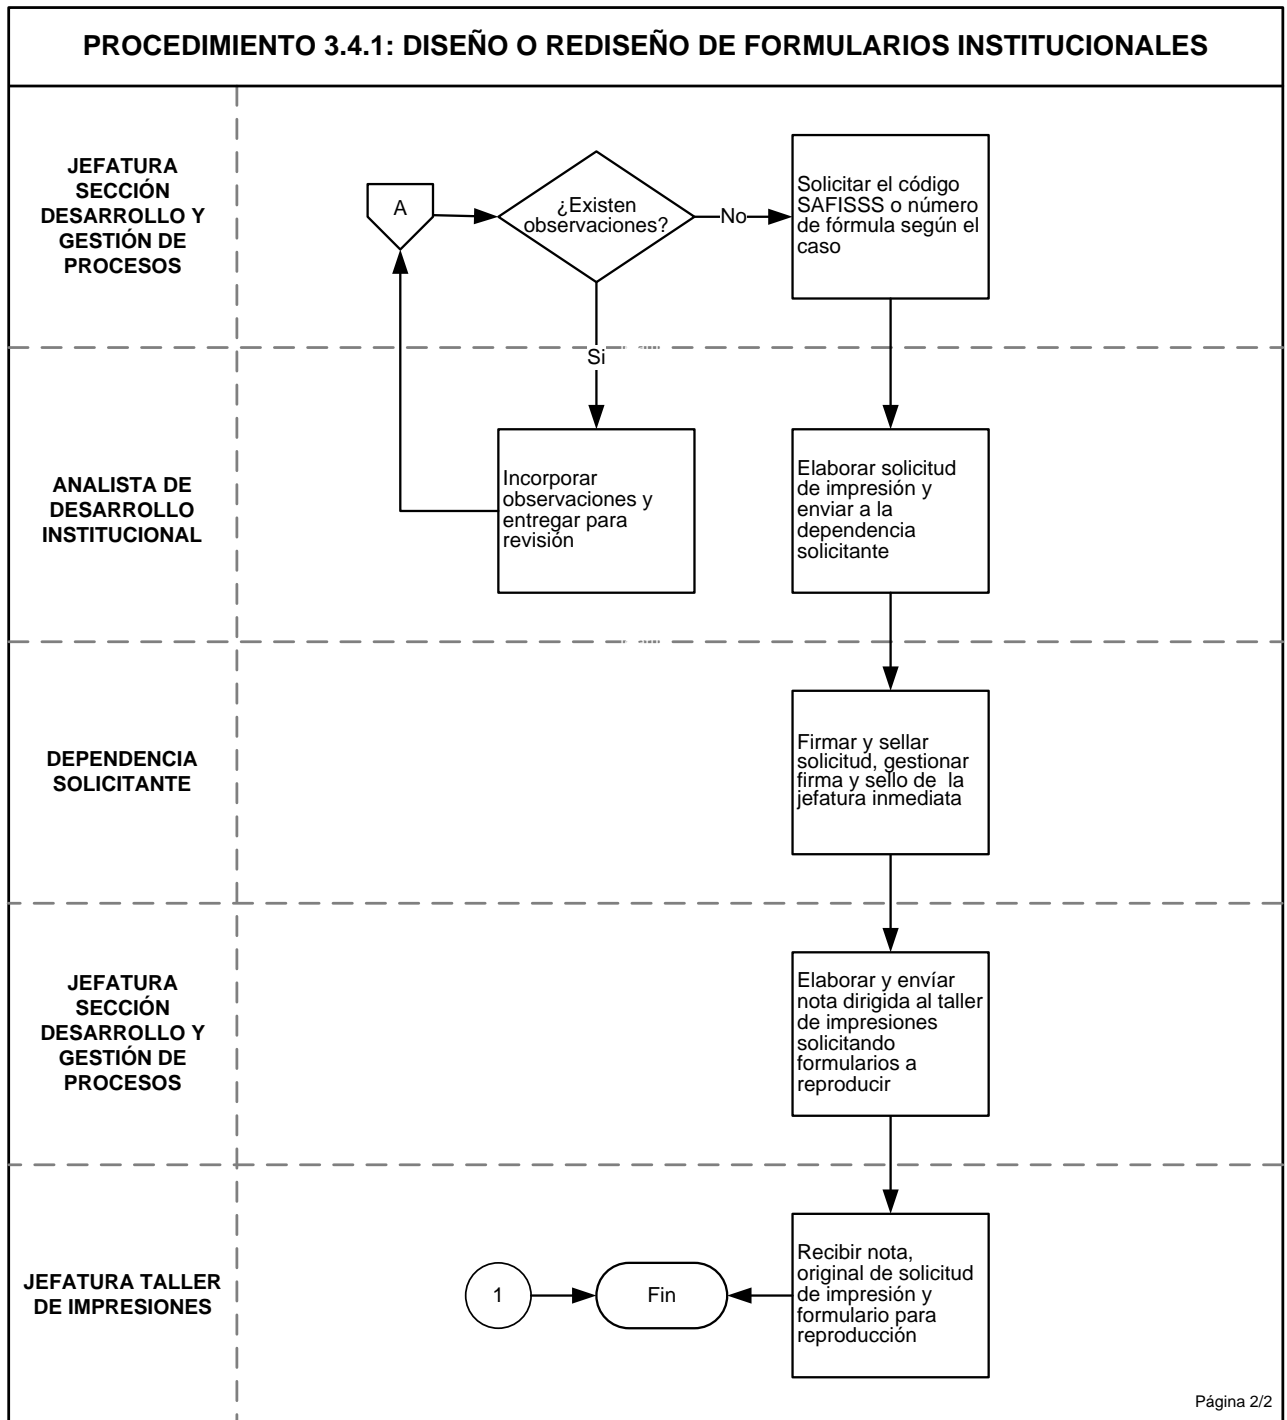 PROCEDIMIENTO 3.4.1: DISEÑO O REDISEÑO DE FORMULARIOS INSTITUCIONALES
JEFATURA
SECCIÓN
DESARROLLO Y
GESTIÓN DE
PROCESOS
A
¿Existen
observaciones?
No
Solicitar el código
SAFISSS o número
de fórmula según el
caso
Si
ANALISTA DE
DESARROLLO
INSTITUCIONAL
Incorporar
observaciones y
entregar para
revisión
Elaborar solicitud
de impresión y
enviar a la
dependencia
solicitante
DEPENDENCIA
SOLICITANTE
Firmar y sellar
solicitud, gestionar
firma y sello de la
jefatura inmediata
JEFATURA
SECCIÓN
DESARROLLO Y
GESTIÓN DE
PROCESOS
Elaborar y envíar
nota dirigida al taller
de impresiones
solicitando
formularios a
reproducir
JEFATURA TALLER
DE IMPRESIONES
1
Fin
Recibir nota,
original de solicitud
de impresión y
formulario para
reproducción
Página 2/2